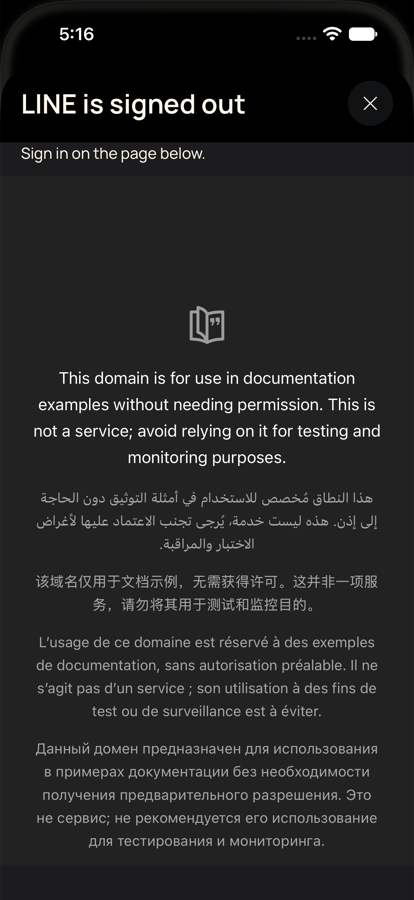 5:16
LINE is signed out
Sign in on the page below.
This domain is for use in documentation
examples without needing permission. This is
not a service; avoid relying on it for testing and
monitoring purposes.
هذا النطاق مُخصص للاستخدام في أمثلة التوثيق دون الحاجة
إلى إذن. هذه ليست خدمة، يُرجى تجنب الاعتماد عليها لأغراض
الاختبار والمراقبة.
该域名仅用于文档示例，无需获得许可。这并非一项服
务，请勿将其用于测试和监控目的。
L’usage de ce domaine est réservé à des exemples
de documentation, sans autorisation préalable. Il ne
s’agit pas d’un service ; son utilisation à des fins de
test ou de surveillance est à éviter.
Данный домен предназначен для использования
в примерах документации без необходимости
получения предварительного разрешения. Это
не сервис; не рекомендуется его использование
для тестирования и мониторинга.